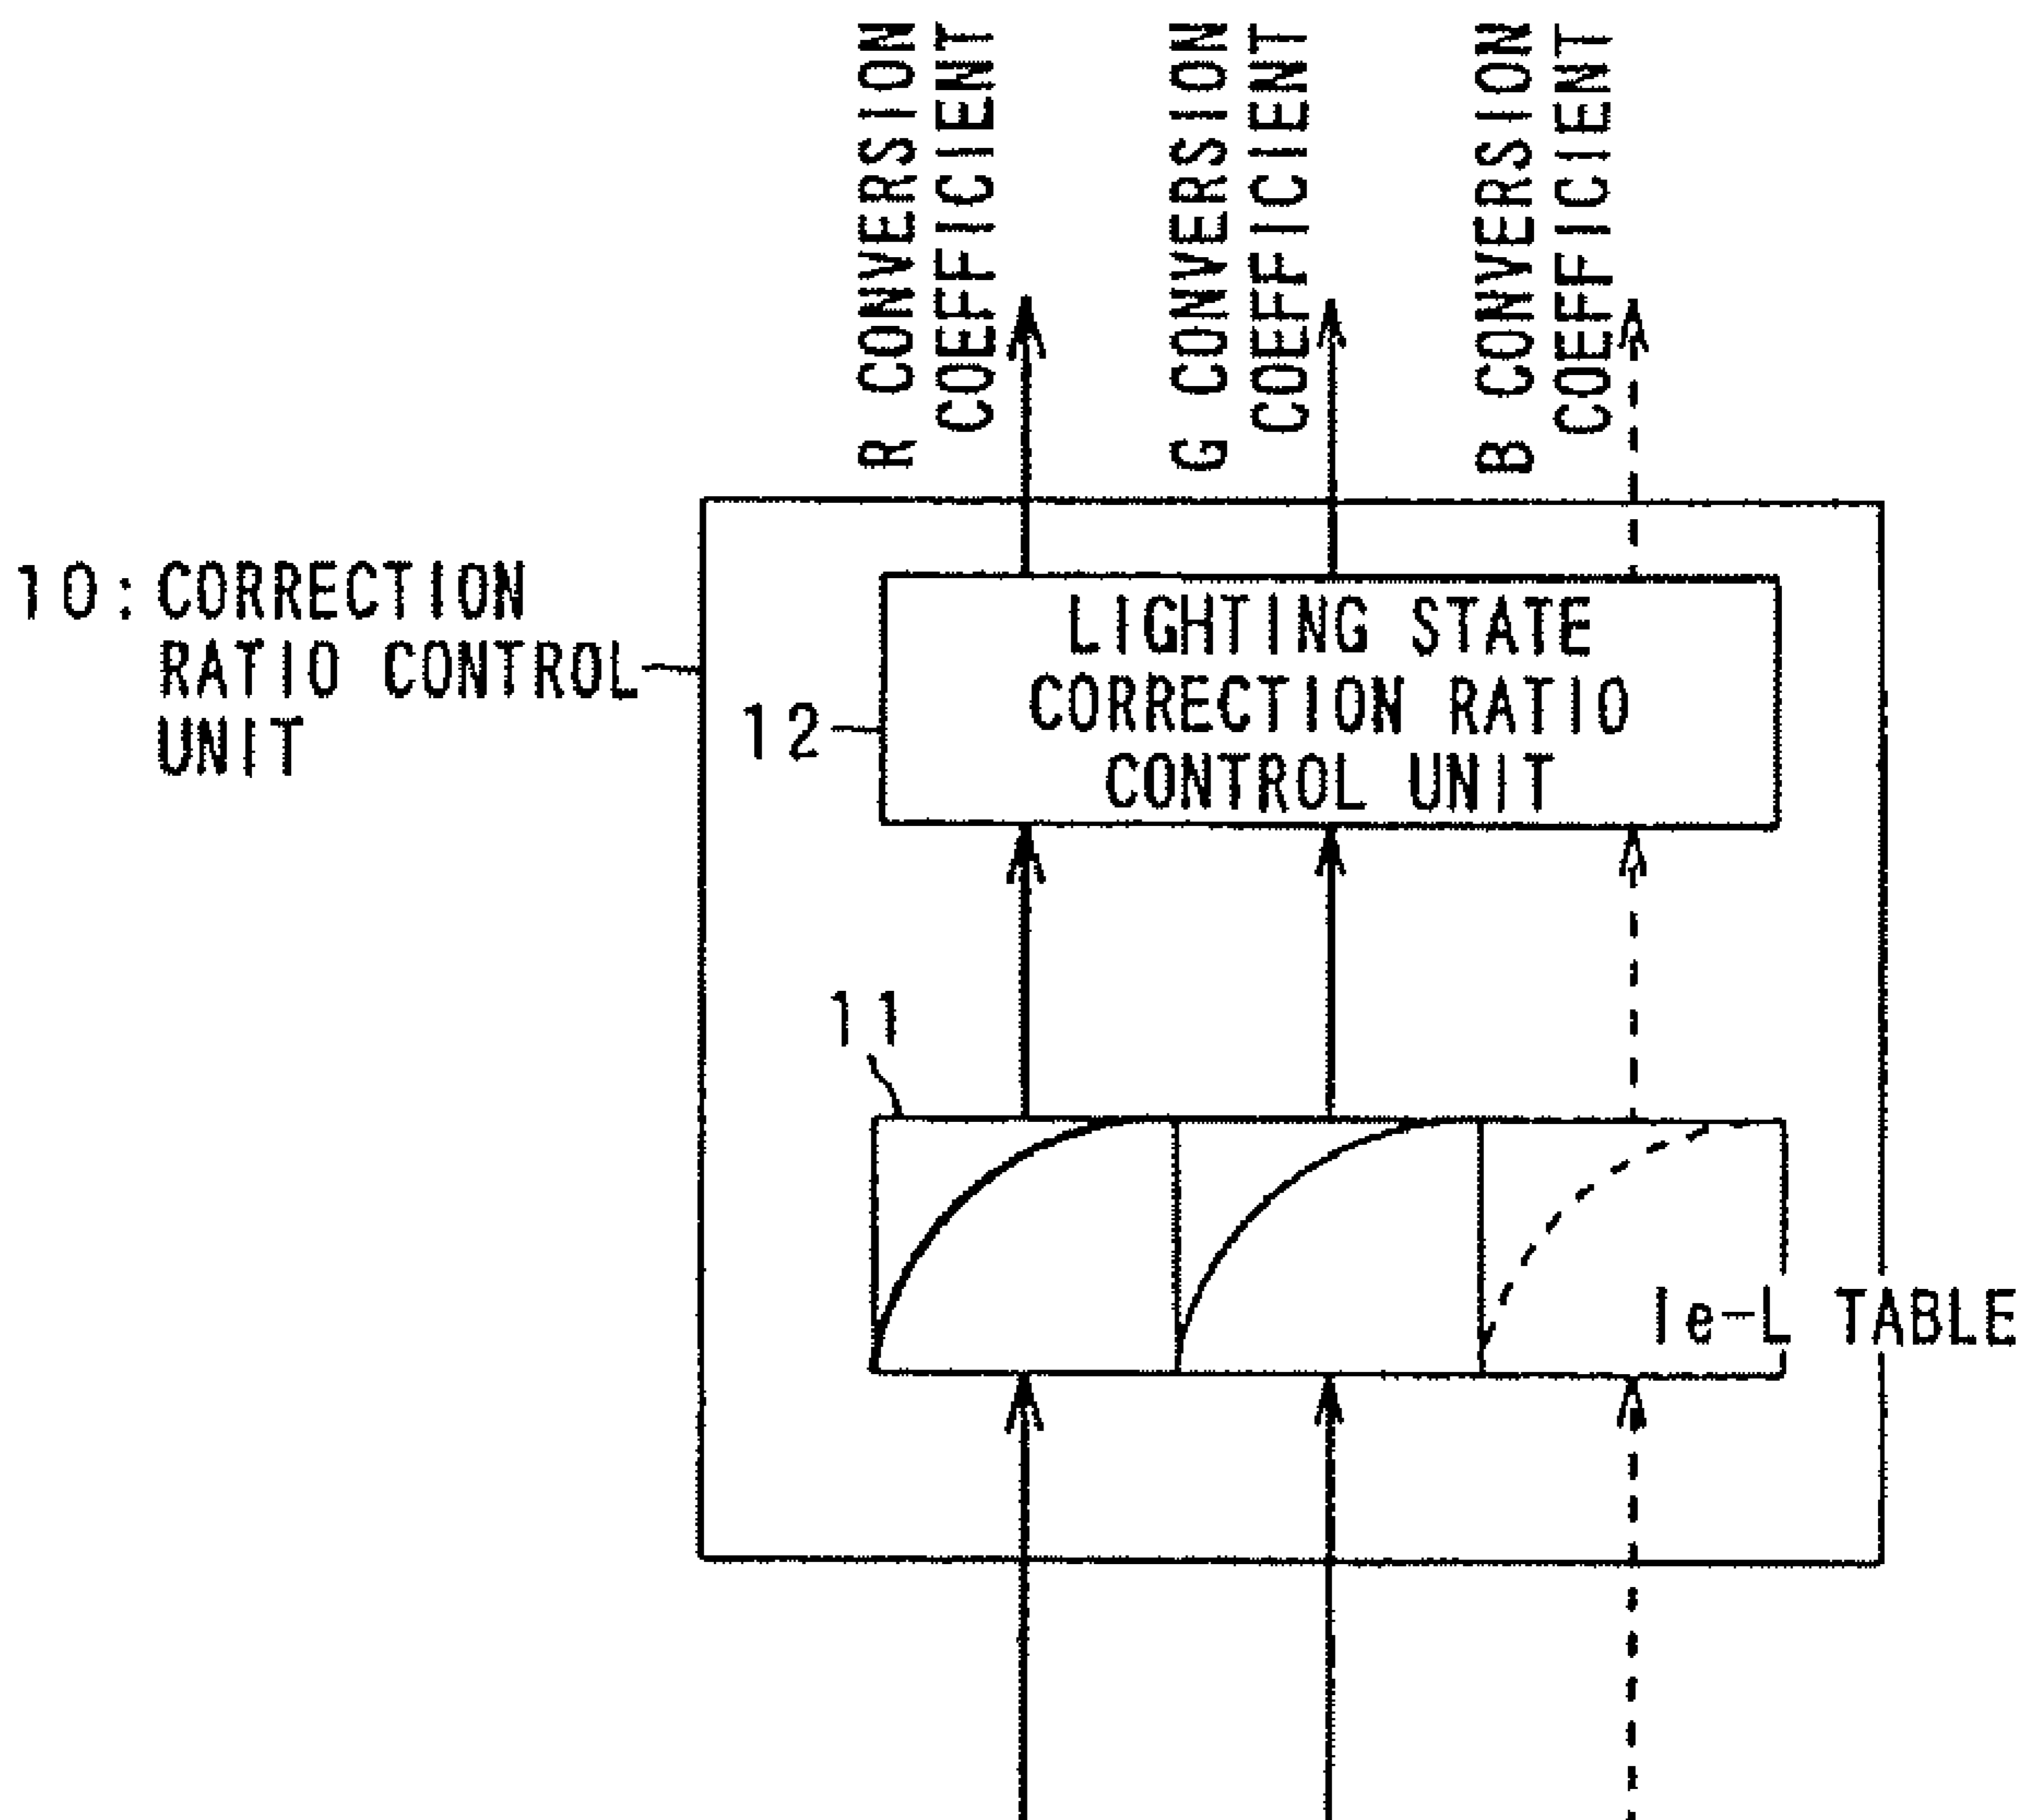 R CONVERSION
COEFFICIENT
G CONVERSION
COEFFICIENT
B CONVERSION
COEFFICIENT
10:CORRECTION
RATIO CONTROL
UNIT
LIGHTING STATE
CORRECTION RATIO
CONTROL UNIT
12
11
Ie-L TABLE